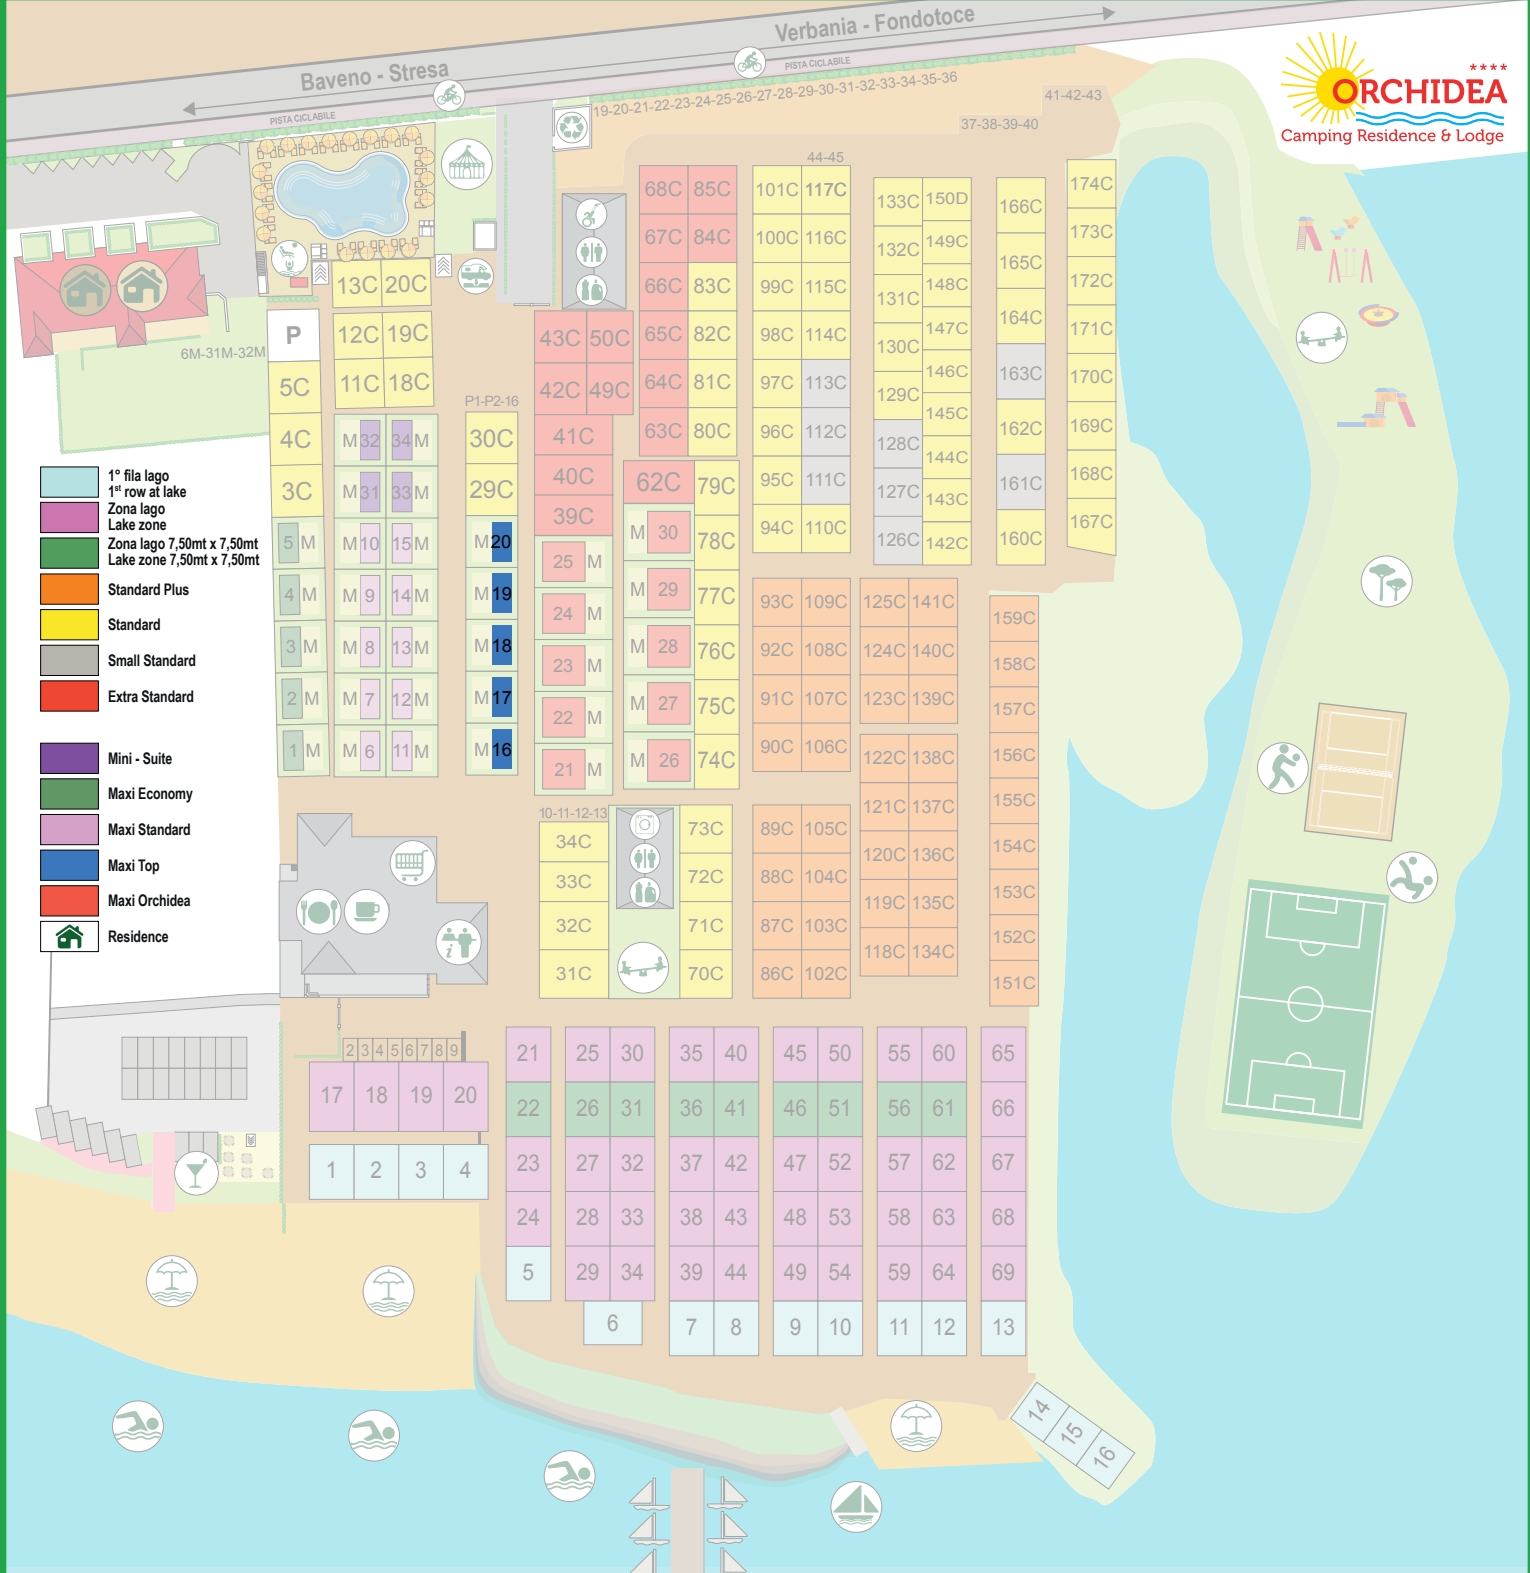 Verbania - Fondotoce
Baveno - Stresa
PISTA CICLABILE
PISTA CICLABILE
19-20-21-22-23-24-25-26-27-28-29-30-31-32-33-34-35-36
41-42-43
37-38-39-40
44-45
****
ORCHIDEA
Camping Residence & Lodge
6M-31M-32M
P
5C
4C
3C
5 M
4 M
3 M
2 M
1 M
13C 20C
12C 19C
11C 18C
M 32 34 M
M 31 33 M
M 10 15 M
M 9 14 M
M 8 13 M
M 7 12 M
M 6 11 M
P1-P2-16
30C
29C
M 20
M 19
M 18
M 17
M 16
43C 50C
42C 49C
41C
40C
39C
25 M
24 M
23 M
22 M
21 M
68C 85C
67C 84C
66C 83C
65C 82C
64C 81C
63C 80C
62C 79C
M 30 78C
M 29 77C
M 28 76C
M 27 75C
M 26 74C
101C 117C
100C 116C
99C 115C
98C 114C
97C 113C
96C 112C
95C 111C
94C 110C
133C 150D
132C 149C
131C 148C
130C 147C
129C 146C
128C 145C
127C 144C
126C 143C
142C
166C
165C
164C
163C
162C
161C
160C
174C
173C
172C
171C
170C
169C
168C
167C
93C 109C
92C 108C
91C 107C
90C 106C
125C 141C
124C 140C
123C 139C
122C 138C
121C 137C
120C 136C
119C 135C
118C 134C
159C
158C
157C
156C
155C
154C
153C
152C
151C
89C 105C
88C 104C
87C 103C
86C 102C
10-11-12-13
34C
33C
32C
31C
73C
72C
71C
70C
1° fila lago
1st row at lake
Zona lago
Lake zone
Zona lago 7,50mt x 7,50mt
Lake zone 7,50mt x 7,50mt
Standard Plus
Standard
Small Standard
Extra Standard
Mini - Suite
Maxi Economy
Maxi Standard
Maxi Top
Maxi Orchidea
Residence
i
2 3 4 5 6 7 8 9
17 18 19 20
1 2 3 4
21 25 30 35 40 45 50 55 60 65
22 26 31 36 41 46 51 56 61 66
23 27 32 37 42 47 52 57 62 67
24 28 33 38 43 48 53 58 63 68
5 29 34 39 44 49 54 59 64 69
6 7 8 9 10 11 12 13
14
15
16